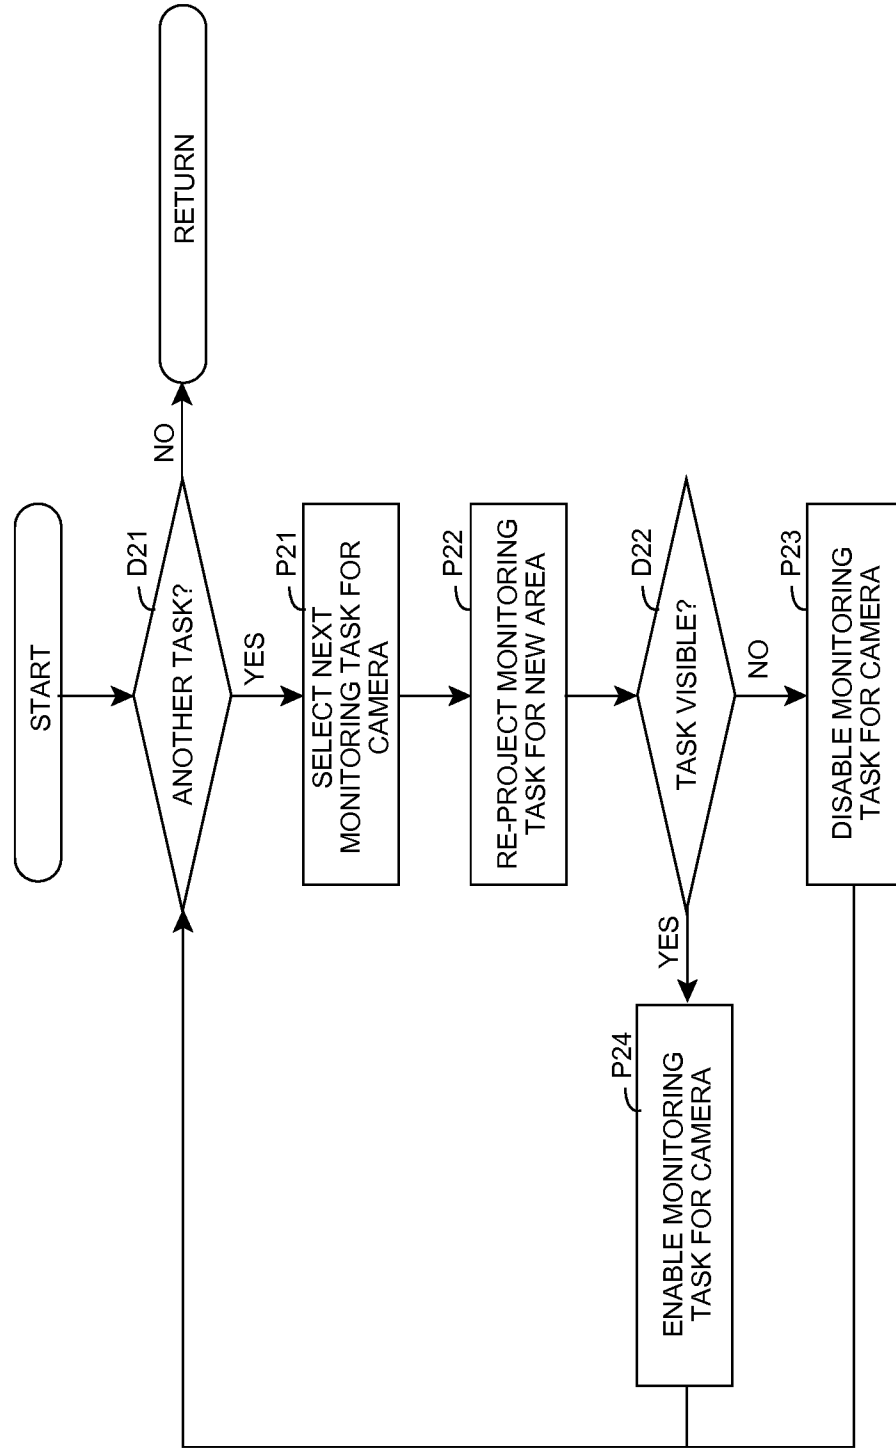 START
D21
ANOTHER TASK?
NO
RETURN
YES
P21
SELECT NEXT
MONITORING TASK FOR
CAMERA
P22
RE-PROJECT MONITORING
TASK FOR NEW AREA
D22
TASK VISIBLE?
YES
NO
P24
ENABLE MONITORING
TASK FOR CAMERA
P23
DISABLE MONITORING
TASK FOR CAMERA